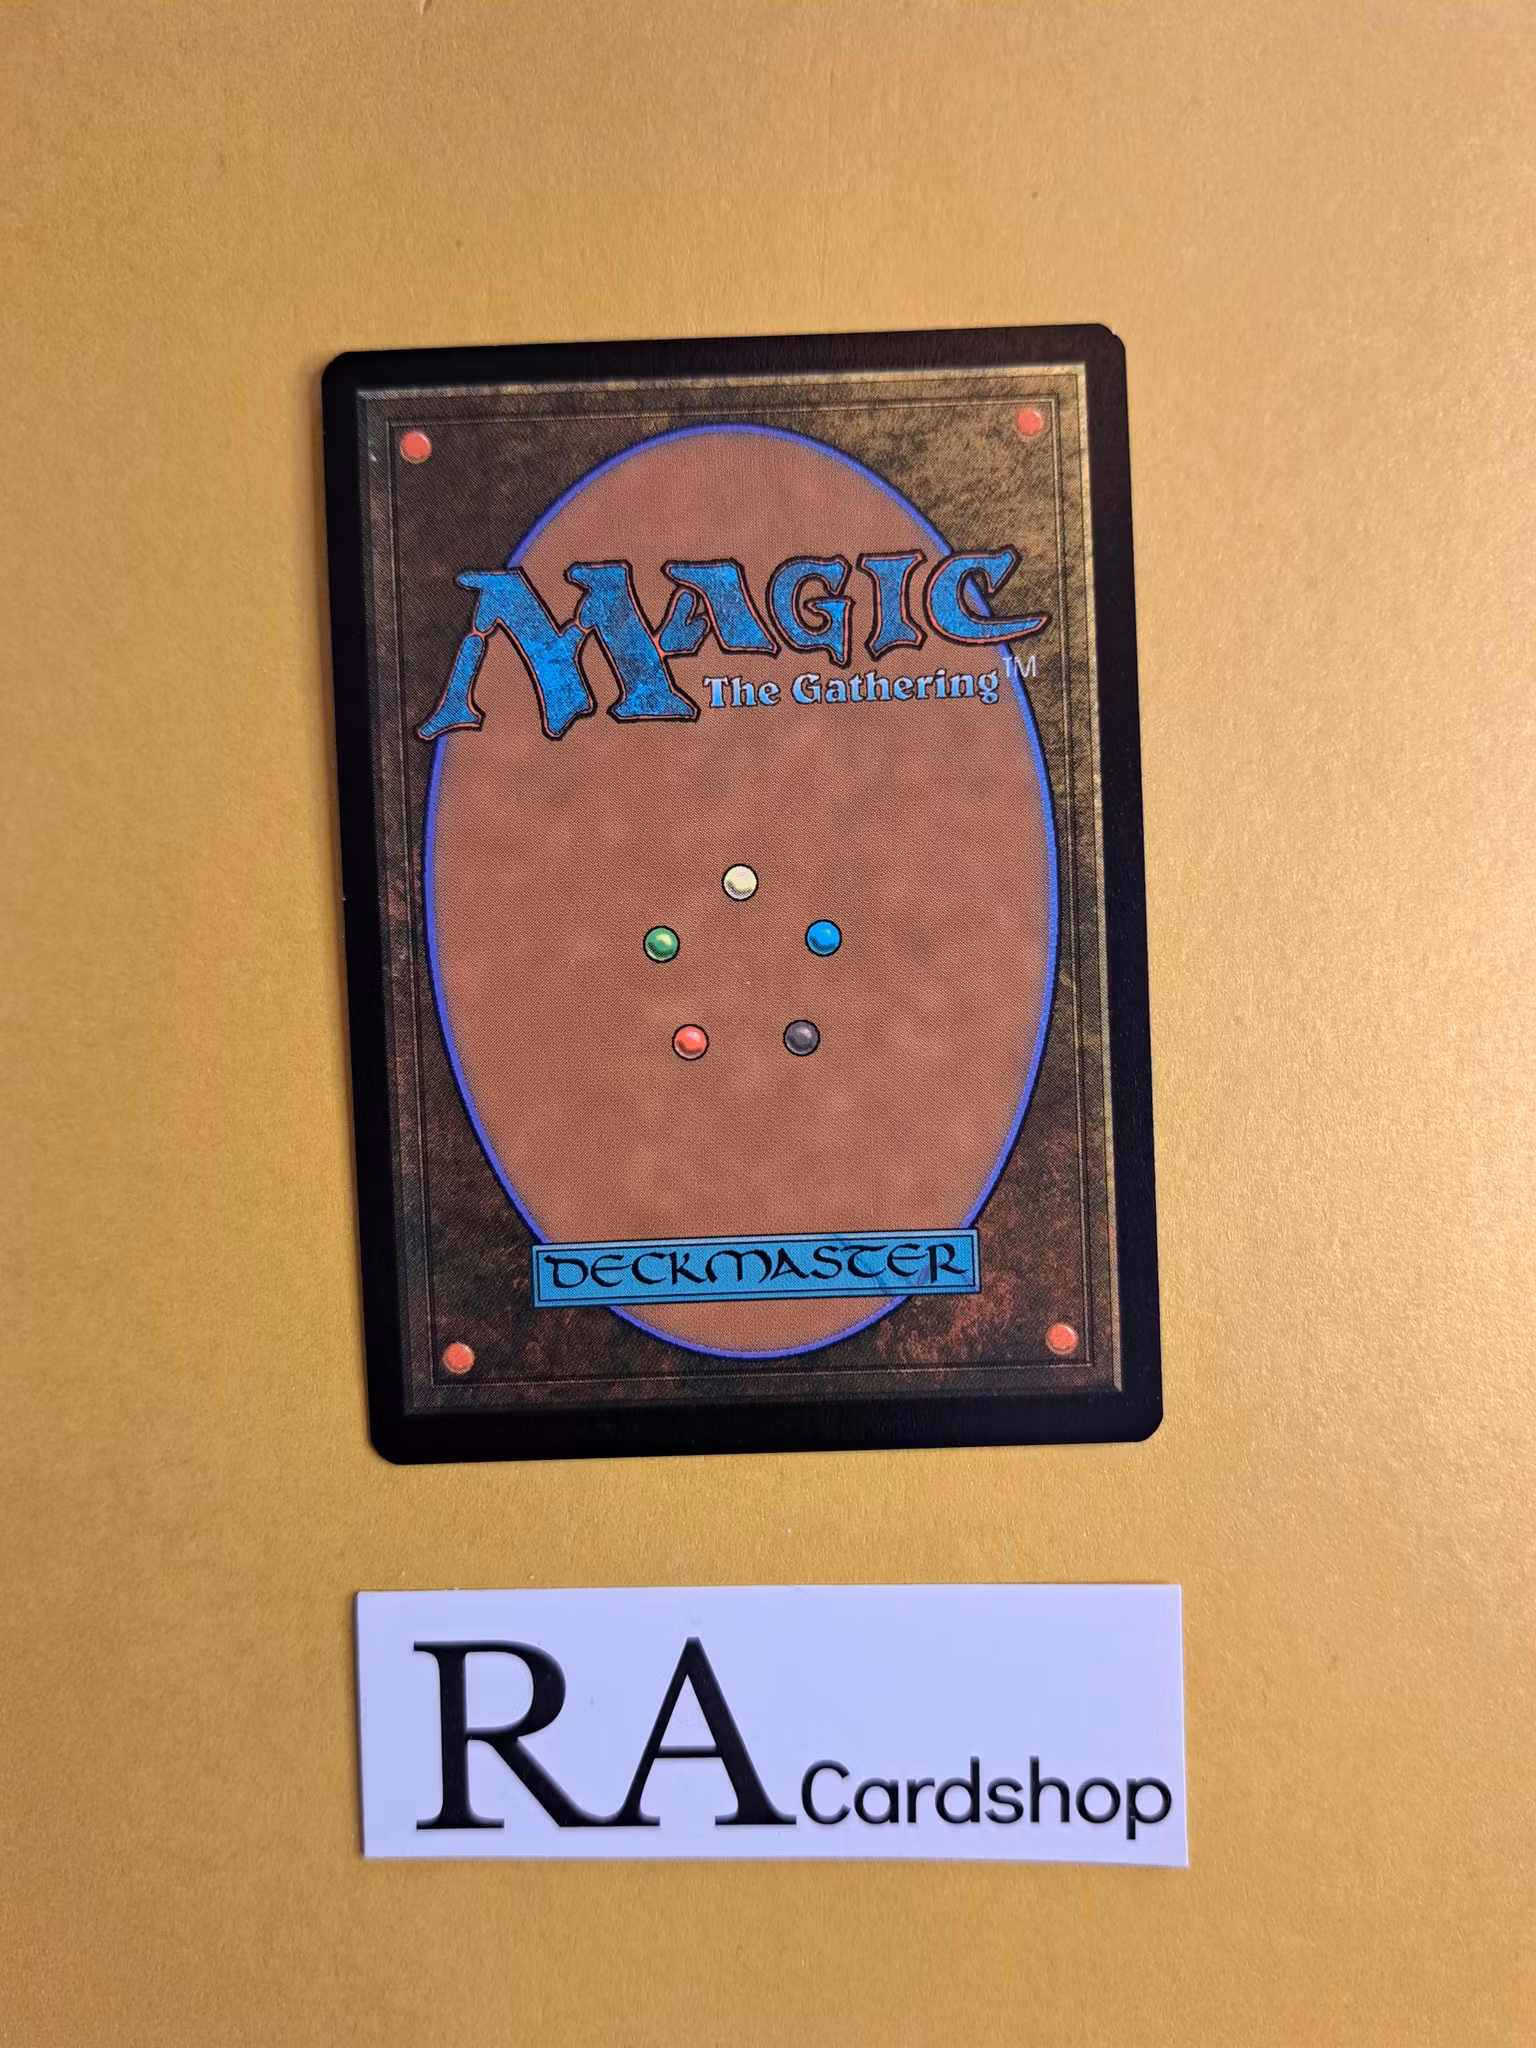 MAGIC
The Gathering™
DECKMASTER
RA Cardshop